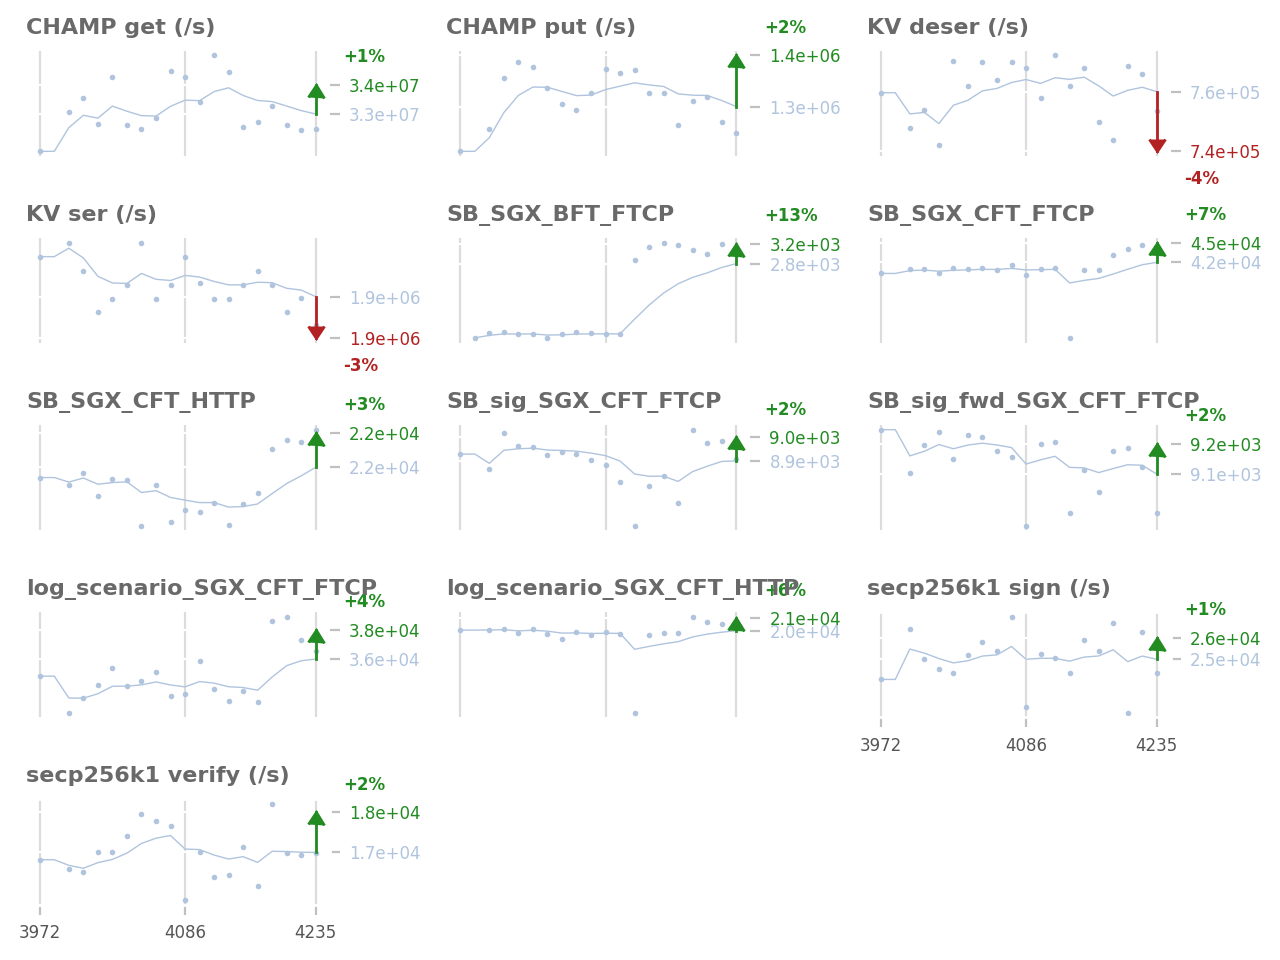 CHAMP get (/s)
+1%
3.4e+07
3.3e+07
CHAMP put (/s)
+2%
1.4e+06
1.3e+06
KV deser (/s)
7.6e+05
7.4e+05
-4%
KV ser (/s)
1.9e+06
1.9e+06
-3%
SB_SGX_BFT_FTCP
+13%
3.2e+03
2.8e+03
SB_SGX_CFT_FTCP
+7%
4.5e+04
4.2e+04
SB_SGX_CFT_HTTP
+3%
2.2e+04
2.2e+04
SB_sig_SGX_CFT_FTCP
+2%
9.0e+03
8.9e+03
SB_sig_fwd_SGX_CFT_FTCP
+2%
9.2e+03
9.1e+03
log_scenario_SGX_CFT_FTCP
+4%
3.8e+04
3.6e+04
log_scenario_SGX_CFT_HTTP
+6%
2.1e+04
2.0e+04
secp256k1 sign (/s)
+1%
2.6e+04
2.5e+04
3972 4086 4235
secp256k1 verify (/s)
+2%
1.8e+04
1.7e+04
3972 4086 4235